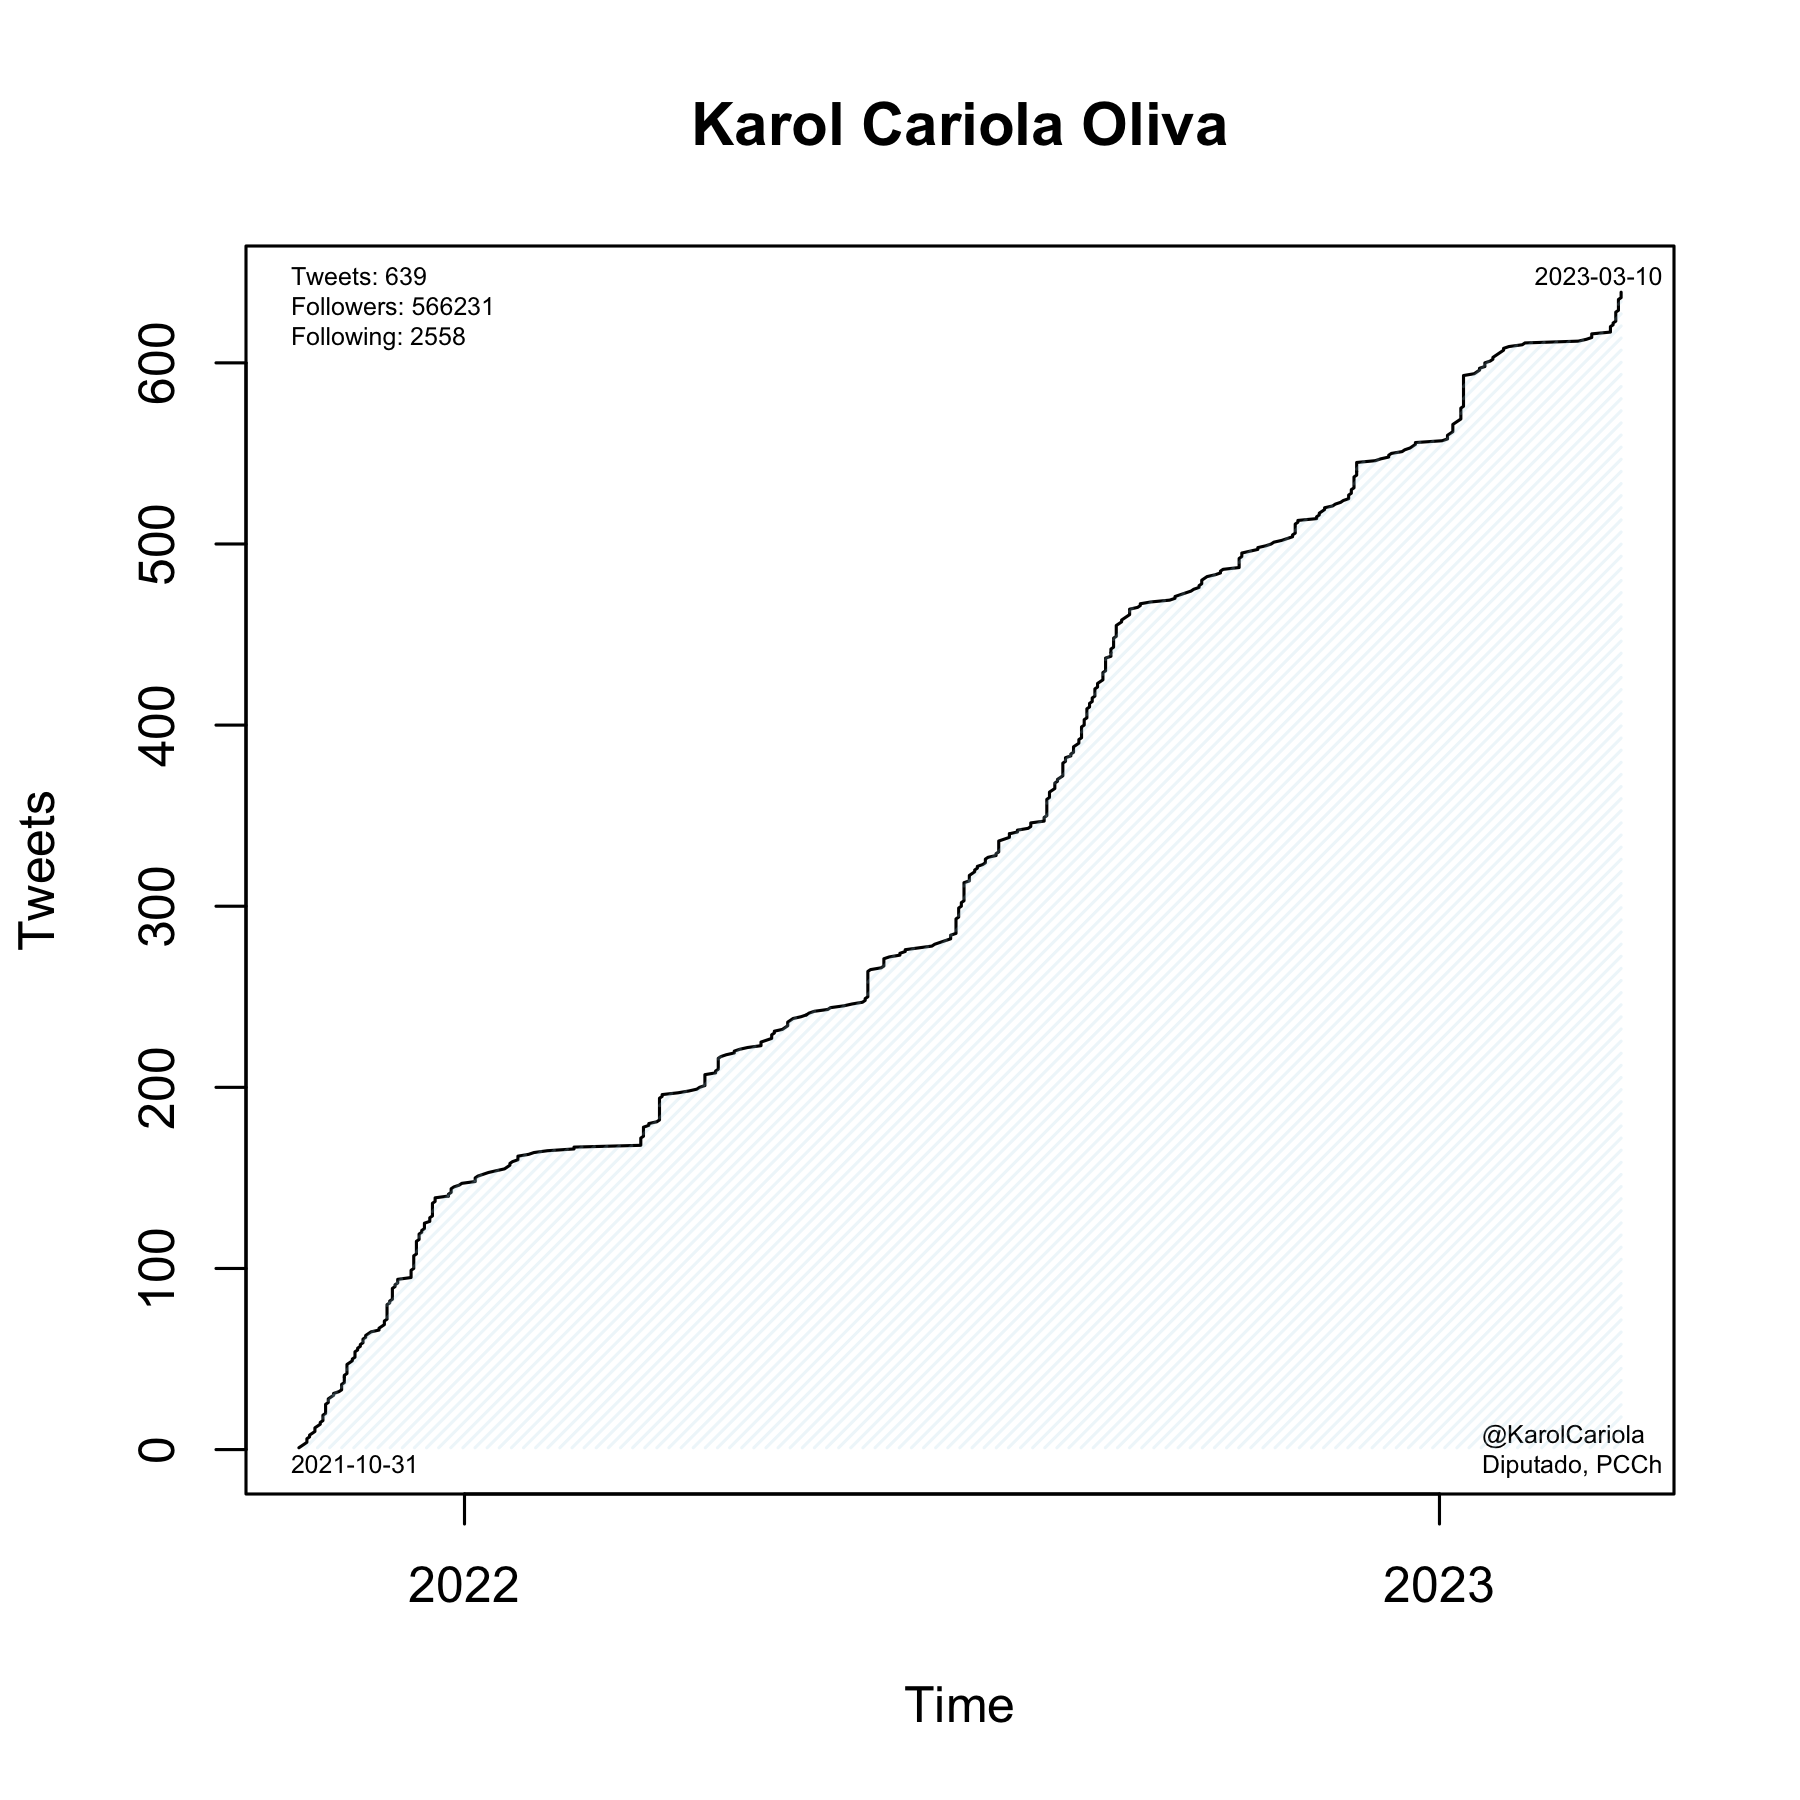 Karol Cariola Oliva
Tweets: 639
Followers: 566231
Following: 2558
2023-03-10
600
500
400
300
200
100
0
Tweets
2021-10-31
@KarolCariola
Diputado, PCCh
2022
2023
Time